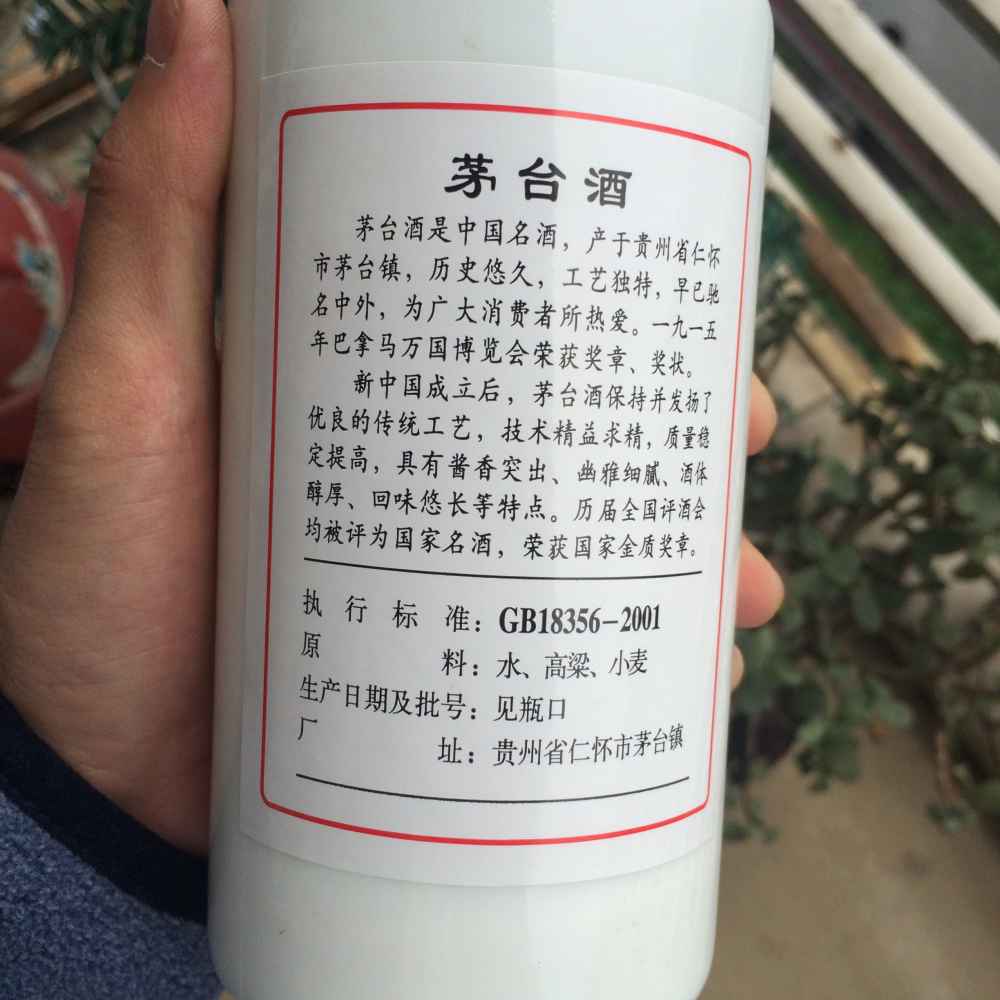 茅台酒
茅台酒是中国名酒，产于贵州省仁怀
市茅台镇，历史悠久，工艺独特，早已驰
名中外，为广大消费者所热爱。一九一五
年巴拿马万国博览会荣获奖章、奖状。
新中国成立后，茅台酒保持并发扬了
优良的传统工艺，技术精益求精，质量稳
定提高，具有酱香突出、幽雅细腻、酒体
醇厚、回味悠长等特点。历届全国评酒会
均被评为国家名酒，荣获国家金质奖章。
执行标准：GB18356-2001
原料：水、高粱、小麦
生产日期及批号：见瓶口
厂址：贵州省仁怀市茅台镇